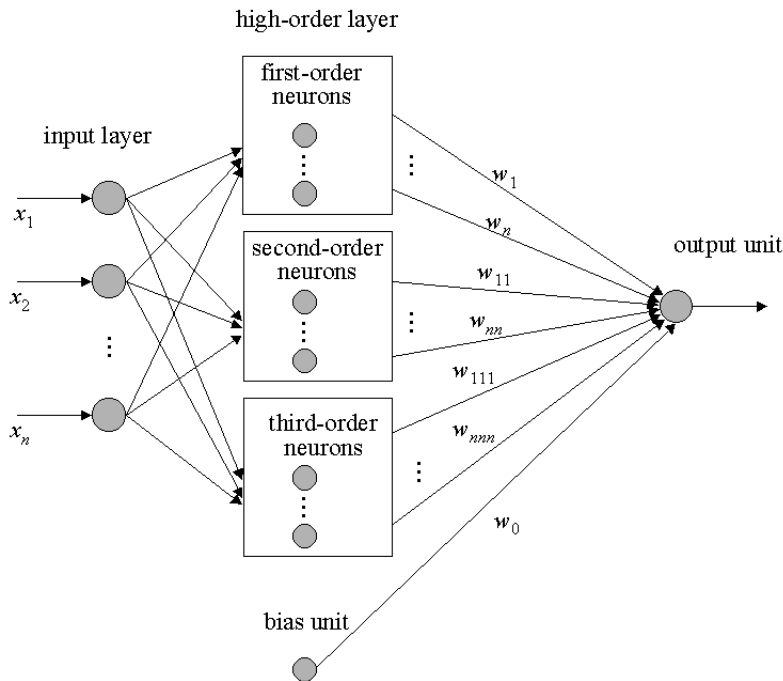 high-order layer
first-order
neurons
input layer
w1
x1
wn
second-order
neurons
output unit
w11
x2
wnn
w111
third-order
neurons
xn
wnnn
w0
bias unit